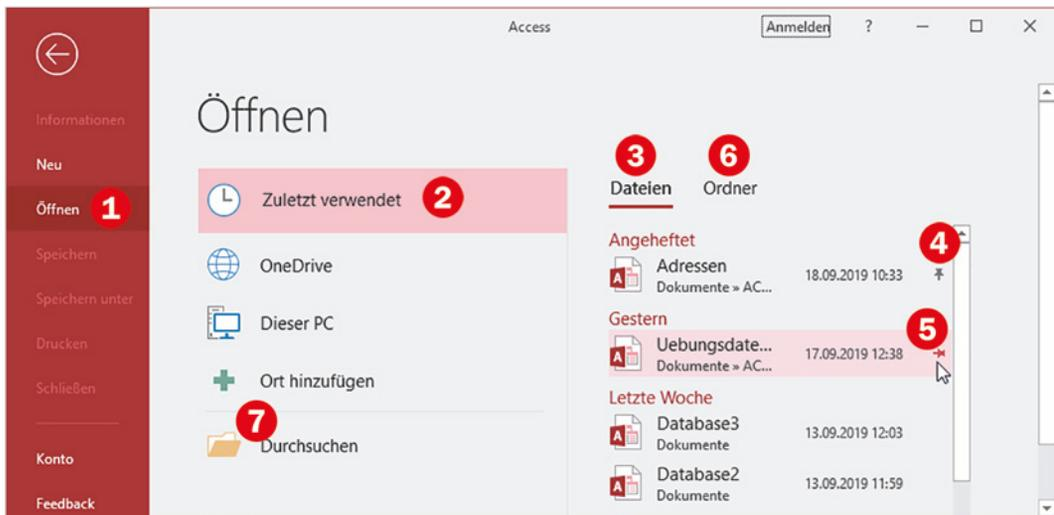 Access
Anmelden ?
Informationen
Neu
Öffnen 1
Speichern
Speichern unter
Drucken
Schließen
Konto
Feedback
Öffnen
Zuletzt verwendet 2
OneDrive
Dieser PC
Ort hinzufügen
7
Durchsuchen
3 6
Dateien Ordner
Angeheftet 4
Adressen 18.09.2019 10:33
Dokumente » AC...
Gestern 5
Uebungsdate... 17.09.2019 12:38
Dokumente » AC...
Letzte Woche
Database3 13.09.2019 12:03
Dokumente
Database2 13.09.2019 11:59
Dokumente